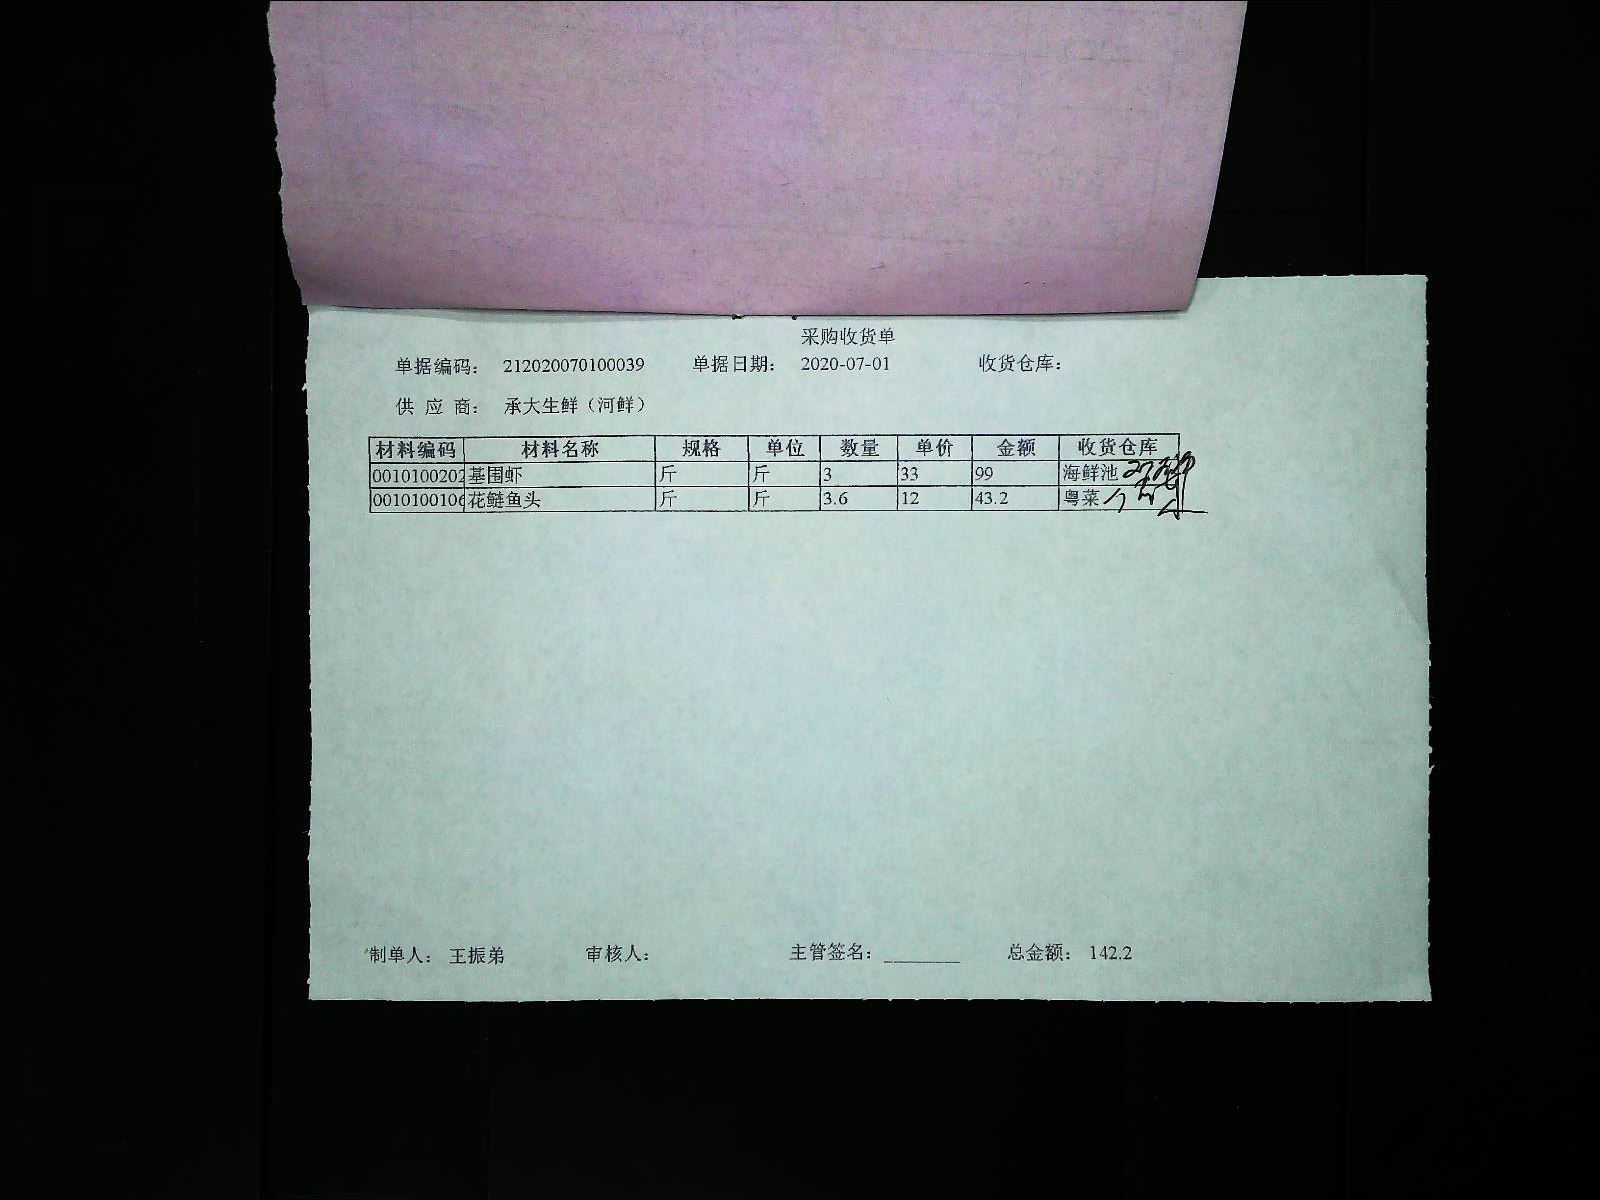 采购收货单
单据编码： 212020070100039 单据日期： 2020-07-01 收货仓库：
供 应 商： 承大生鲜（河鲜）
材料编码 材料名称 规格 单位 数量 单价 金额 收货仓库
0010100202 基围虾 斤 斤 3 33 99 海鲜池
001010010 花鲢鱼头 斤 斤 3.6 12 43.2 粤菜
制单人： 王振弟 审核人： 主管签名：________ 总金额： 142.2